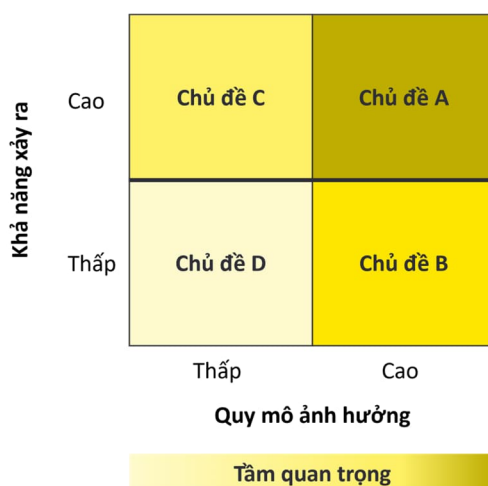 Khả năng xảy ra
Cao
Chủ đề C
Chủ đề A
Thấp
Chủ đề D
Chủ đề B
Thấp
Cao
Quy mô ảnh hưởng
Tầm quan trọng